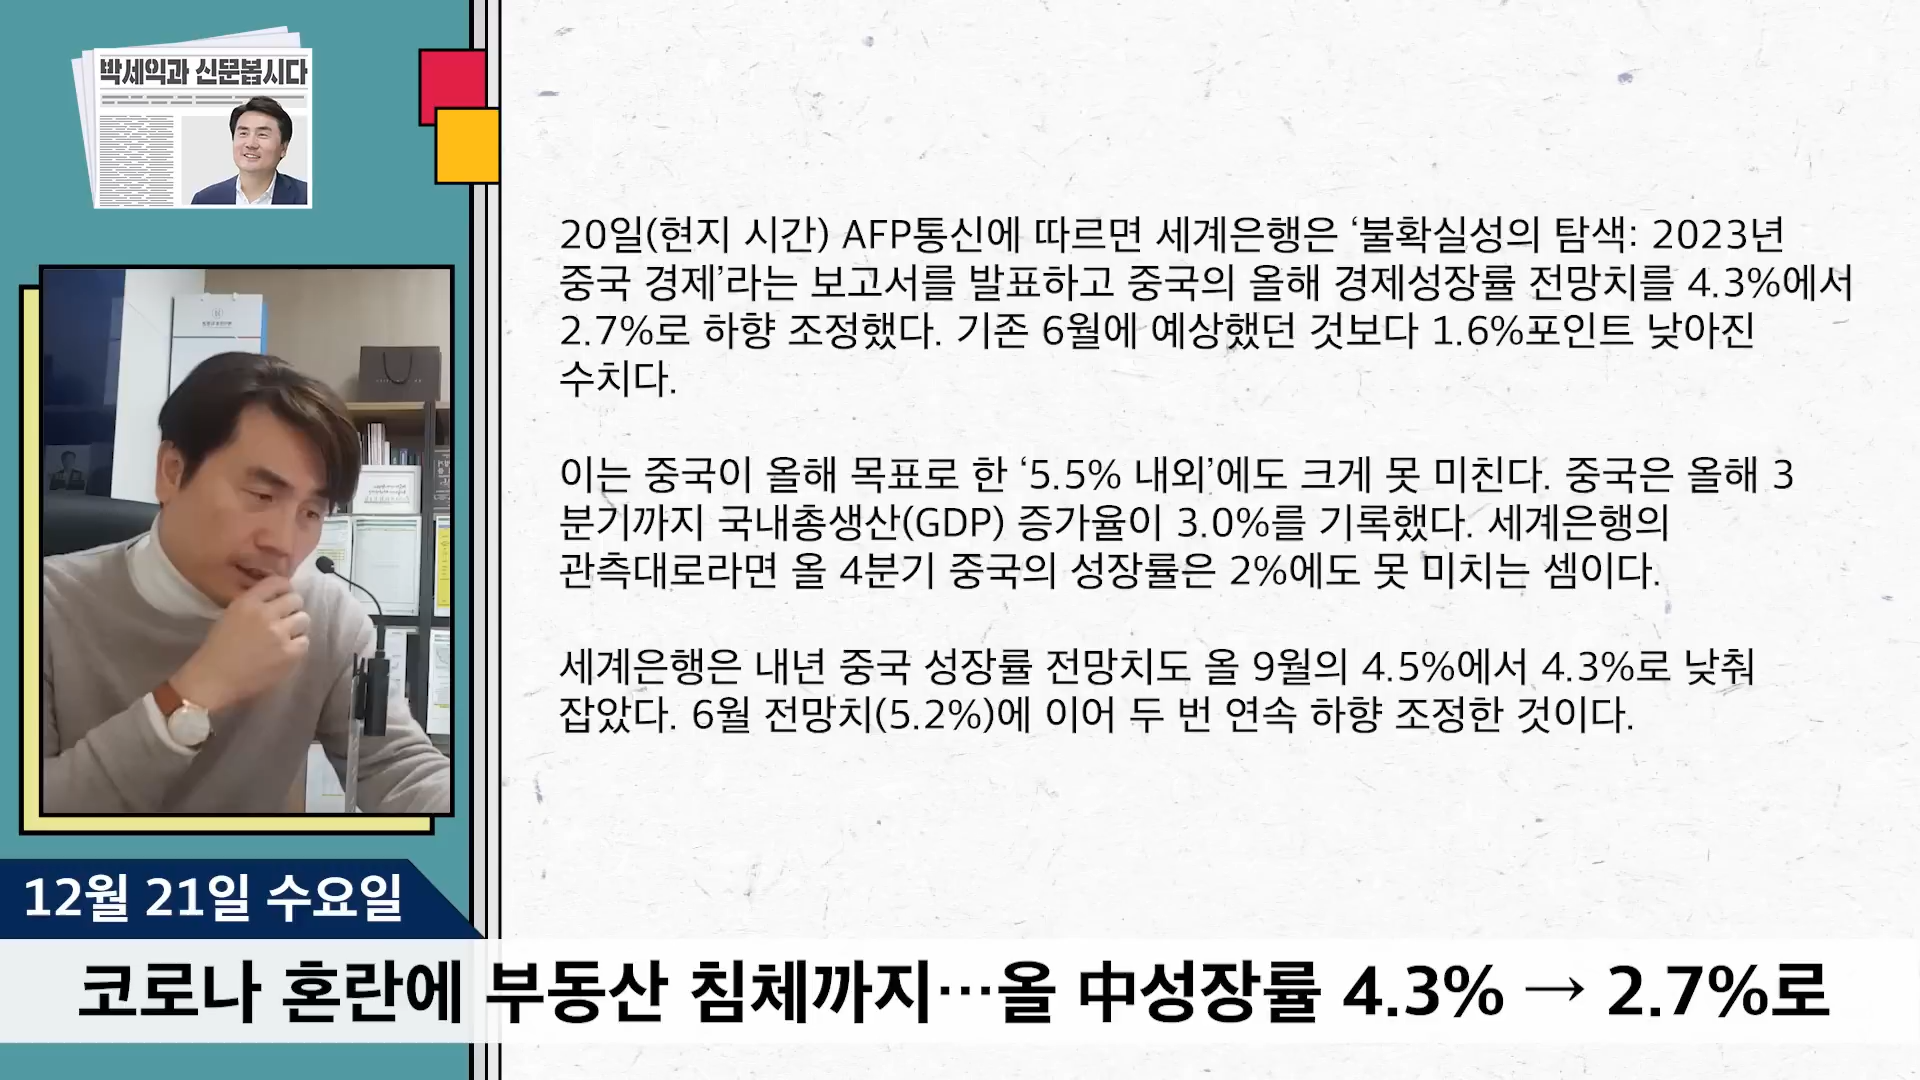 박세익과 신문봅시다
20일(현지 시간) AFP통신에 따르면 세계은행은 ‘불확실성의 탐색: 2023년
중국 경제’라는 보고서를 발표하고 중국의 올해 경제성장률 전망치를 4.3%에서
2.7%로 하향 조정했다. 기존 6월에 예상했던 것보다 1.6%포인트 낮아진
수치다.
이는 중국이 올해 목표로 한 ‘5.5% 내외’에도 크게 못 미친다. 중국은 올해 3
분기까지 국내총생산(GDP) 증가율이 3.0%를 기록했다. 세계은행의
관측대로라면 올 4분기 중국의 성장률은 2%에도 못 미치는 셈이다.
세계은행은 내년 중국 성장률 전망치도 올 9월의 4.5%에서 4.3%로 낮춰
잡았다. 6월 전망치(5.2%)에 이어 두 번 연속 하향 조정한 것이다.
12월 21일 수요일
코로나 혼란에 부동산 침체까지…올 中성장률 4.3% → 2.7%로